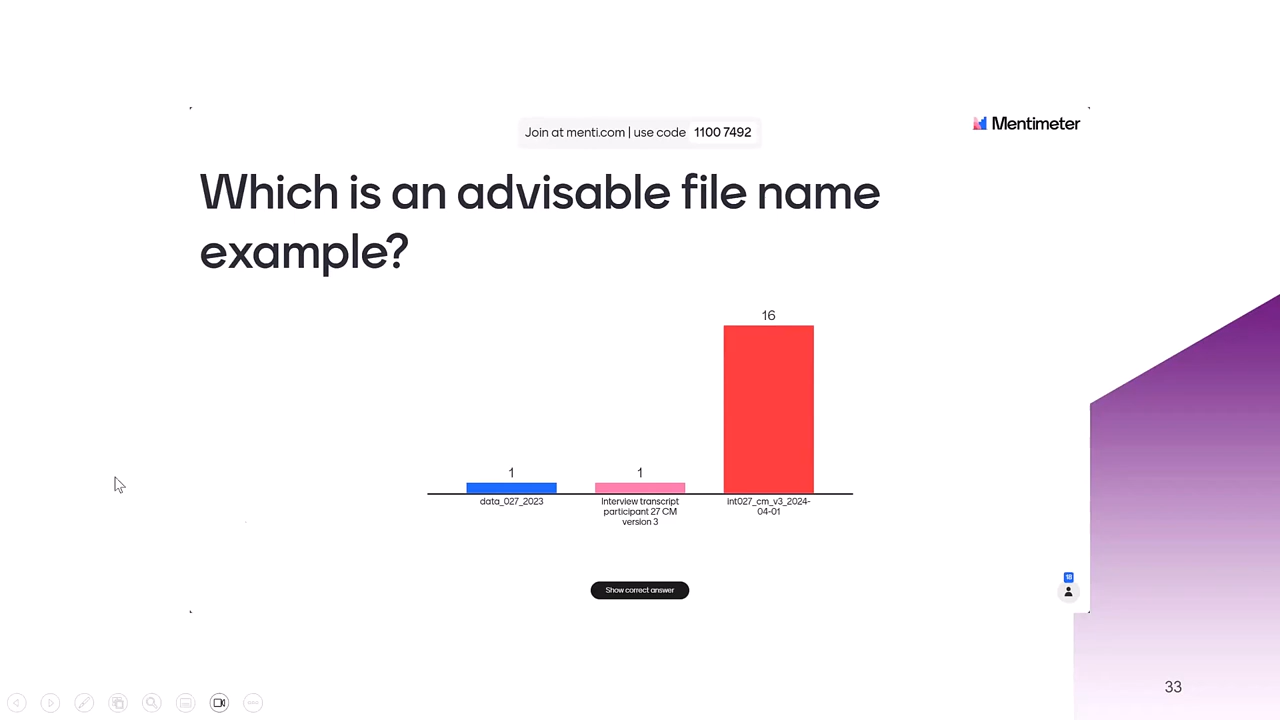 Join at menti.com | use code 1100 7492
Mentimeter
Which is an advisable file name
example?
16
1
1
data_027_2023
Interview transcript
participant 27 CM
version 3
int027_cm_v3_2024-
04-01
Show correct answer
18
33